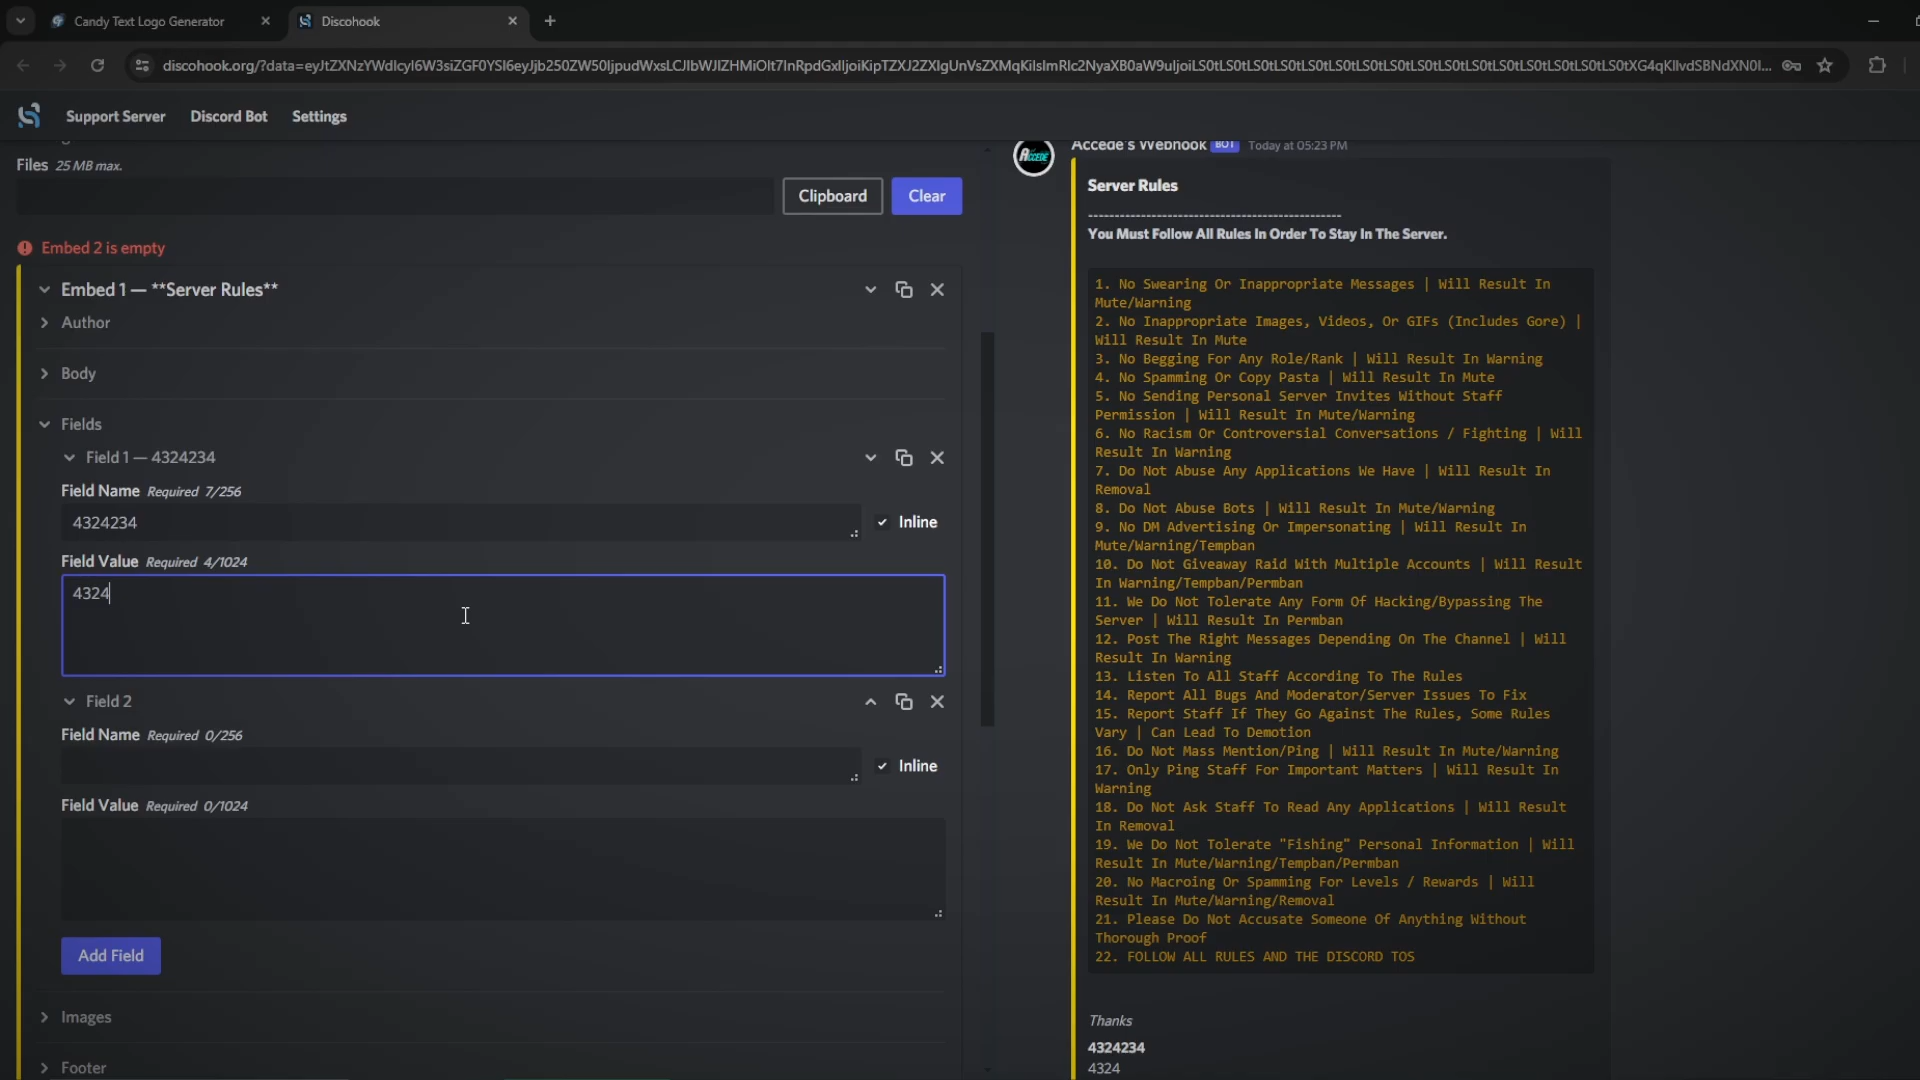 Candy Text Logo Generator
Discohook
Support Server
Discord Bot
Settings
Files 25 MB max.
Clipboard
Clear
Embed 2 is empty
Embed 1 — **Server Rules**
Author
Body
Fields
Field 1 — 4324234
Field Name Required 7/256
4324234
Inline
Field Value Required 4/1024
4324
Field 2
Field Name Required 0/256
Inline
Field Value Required 0/1024
Add Field
Images
Footer
ACCEDE
Accede's Webhook BOT Today at 05:23 PM
Server Rules
------------------------------------------------
You Must Follow All Rules In Order To Stay In The Server.
1. No Swearing Or Inappropriate Messages | Will Result In
Mute/Warning
2. No Inappropriate Images, Videos, Or GIFs (Includes Gore) |
Will Result In Mute
3. No Begging For Any Role/Rank | Will Result In Warning
4. No Spamming Or Copy Pasta | Will Result In Mute
5. No Sending Personal Server Invites Without Staff
Permission | Will Result In Mute/Warning
6. No Racism Or Controversial Conversations / Fighting | Will
Result In Warning
7. Do Not Abuse Any Applications We Have | Will Result In
Removal
8. Do Not Abuse Bots | Will Result In Mute/Warning
9. No DM Advertising Or Impersonating | Will Result In
Mute/Warning/Tempban
10. Do Not Giveaway Raid With Multiple Accounts | Will Result
In Warning/Tempban/Permban
11. We Do Not Tolerate Any Form Of Hacking/Bypassing The
Server | Will Result In Permban
12. Post The Right Messages Depending On The Channel | Will
Result In Warning
13. Listen To All Staff According To The Rules
14. Report All Bugs And Moderator/Server Issues To Fix
15. Report Staff If They Go Against The Rules, Some Rules
Vary | Can Lead To Demotion
16. Do Not Mass Mention/Ping | Will Result In Mute/Warning
17. Only Ping Staff For Important Matters | Will Result In
Warning
18. Do Not Ask Staff To Read Any Applications | Will Result
In Removal
19. We Do Not Tolerate "Fishing" Personal Information | Will
Result In Mute/Warning/Tempban/Permban
20. No Macroing Or Spamming For Levels / Rewards | Will
Result In Mute/Warning/Removal
21. Please Do Not Accusate Someone Of Anything Without
Thorough Proof
22. FOLLOW ALL RULES AND THE DISCORD TOS
Thanks
4324234
4324